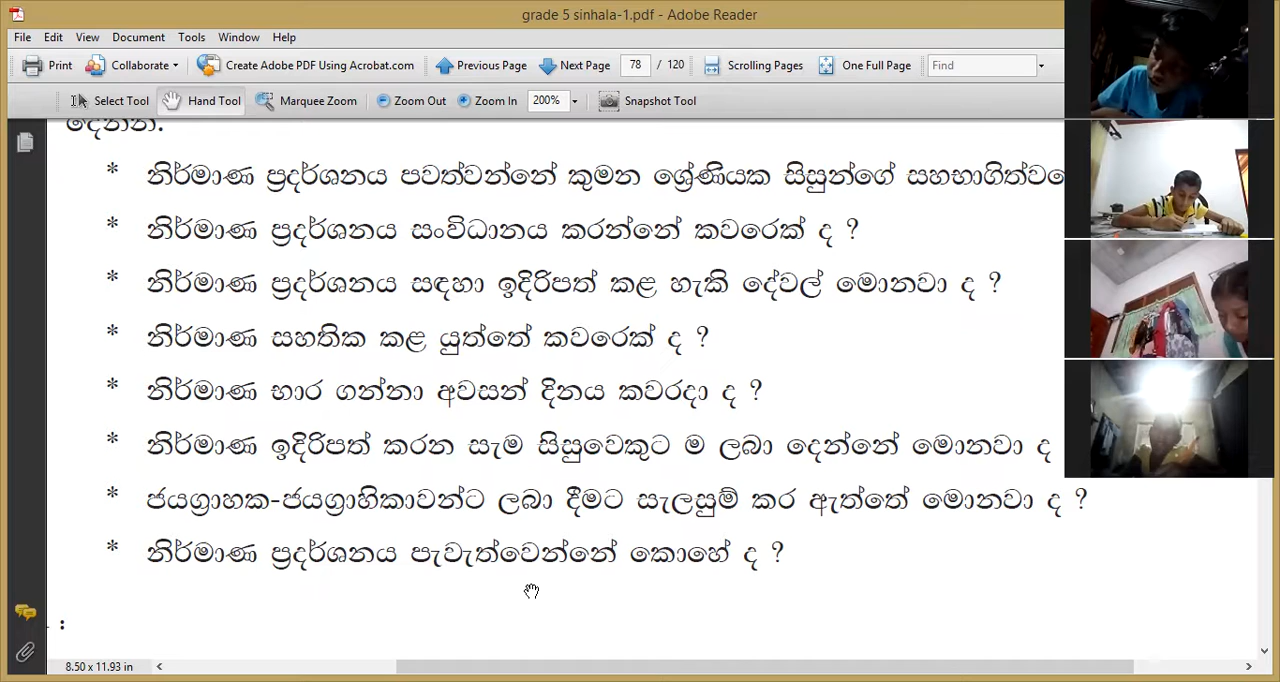 grade 5 sinhala-1.pdf - Adobe Reader
File Edit View Document Tools Window Help
Print Collaborate Create Adobe PDF Using Acrobat.com Previous Page Next Page 78 / 120 Scrolling Pages One Full Page Find
Select Tool Hand Tool Marquee Zoom Zoom Out Zoom In 200% Snapshot Tool
දෙන්න.
* නිර්මාණ ප්‍රදර්ශනය පවත්වන්නේ කුමන ශ්‍රේණියක සිසුන්ගේ
* නිර්මාණ ප්‍රදර්ශනය සංවිධානය කරන්නේ කවරෙක් ද ?
* නිර්මාණ ප්‍රදර්ශනය සඳහා ඉදිරිපත් කළ හැකි දේවල් මොනවා ද ?
* නිර්මාණ සහතික කළ යුත්තේ කවරෙක් ද ?
* නිර්මාණ භාර ගන්නා අවසන් දිනය කවරදා ද ?
* නිර්මාණ ඉදිරිපත් කරන සැම සිසුවෙකුට ම ලබා දෙන්නේ මොනවා ද
* ජයග්‍රාහක-ජයග්‍රාහිකාවන්ට ලබා දීමට සැලසුම් කර ඇත්තේ මොනවා ද ?
* නිර්මාණ ප්‍රදර්ශනය පැවැත්වෙන්නේ කොහේ ද ?
:
8.50 x 11.93 in